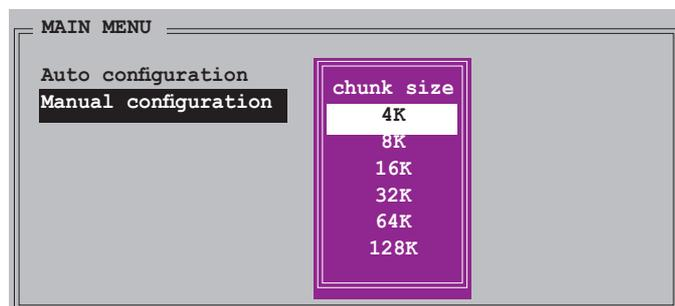 MAIN MENU
Auto configuration
Manual configuration
chunk size
4K
8K
16K
32K
64K
128K